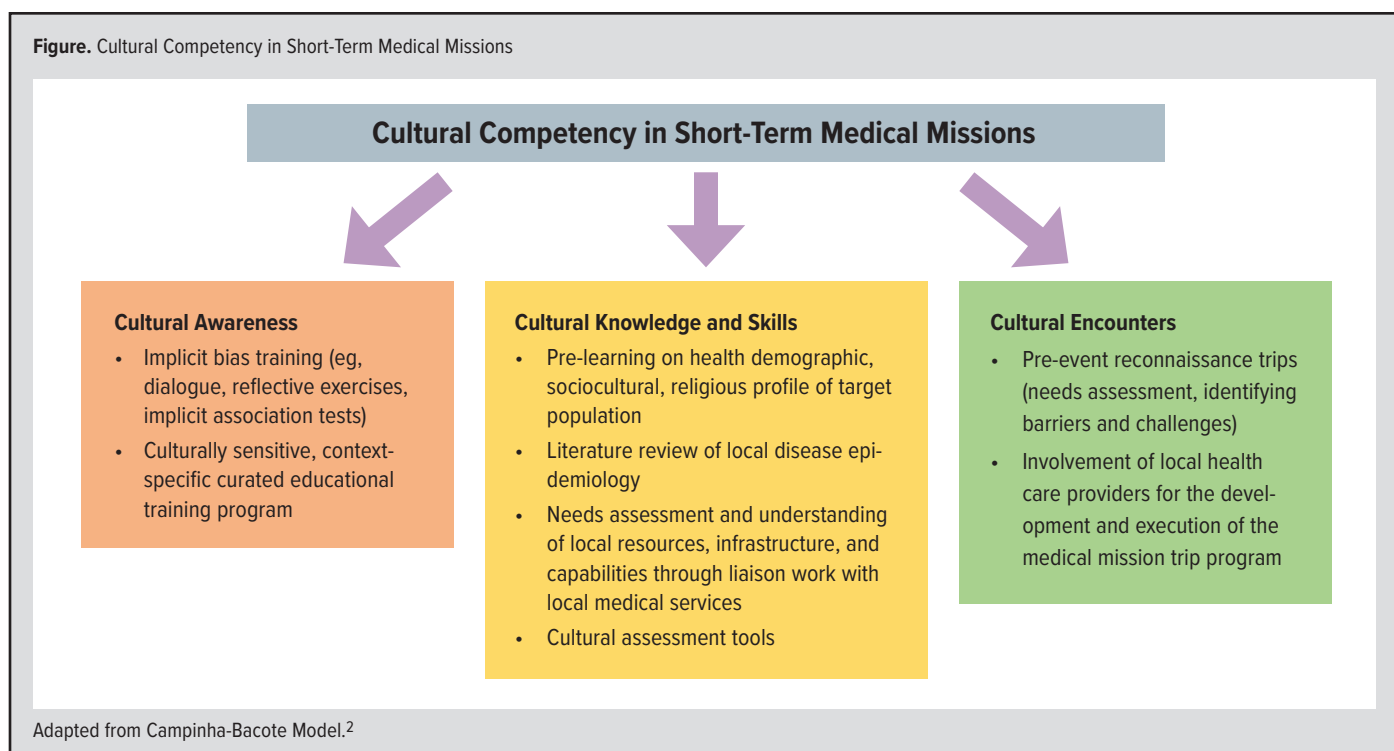 Figure. Cultural Competency in Short-Term Medical Missions
Cultural Competency in Short-Term Medical Missions
Cultural Awareness
• Implicit bias training (eg,
dialogue, reflective exercises,
implicit association tests)
• Culturally sensitive, context-
specific curated educational
training program
Cultural Knowledge and Skills
• Pre-learning on health demographic,
sociocultural, religious profile of target
population
• Literature review of local disease epi-
demiology
• Needs assessment and understanding
of local resources, infrastructure, and
capabilities through liaison work with
local medical services
• Cultural assessment tools
Cultural Encounters
• Pre-event reconnaissance trips
(needs assessment, identifying
barriers and challenges)
• Involvement of local health
care providers for the devel-
opment and execution of the
medical mission trip program
Adapted from Campinha-Bacote Model.2